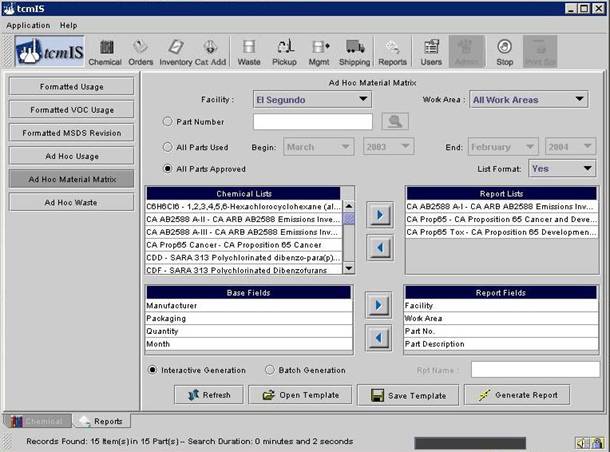 tcmIS
Application Help
tcmIS Chemical Orders Inventory Cat Add Waste Pickup Mgmt Shipping Reports Users Admin Stop Print Scr
Formatted Usage
Formatted VOC Usage
Formatted MSDS Revision
Ad Hoc Usage
Ad Hoc Material Matrix
Ad Hoc Waste
Ad Hoc Material Matrix
Facility : El Segundo Work Area : All Work Areas
Part Number
All Parts Used Begin: March 2003 End: February 2004
All Parts Approved List Format: Yes
Chemical Lists
C6H6Cl6 - 1,2,3,4,5,6-Hexachlorocyclohexane (al...
CA AB2588 A-II - CA ARB AB2588 Emissions Inve...
CA AB2588 A-III - CA ARB AB2588 Emissions Inv...
CA Prop65 Cancer - CA Proposition 65 Cancer
CDD - SARA 313 Polychlorinated dibenzo-para(p)...
CDF - SARA 313 Polychlorinated Dibenzofurans
Report Lists
CA AB2588 A-I - CA ARB AB2588 Emissions Inve...
CA Prop65 - CA Proposition 65 Cancer and Deve...
CA Prop65 Tox - CA Proposition 65 Developmen...
Base Fields
Manufacturer
Packaging
Quantity
Month
Report Fields
Facility
Work Area
Part No.
Part Description
Interactive Generation Batch Generation Rpt Name :
Refresh Open Template Save Template Generate Report
Chemical Reports
Records Found: 15 Item(s) in 15 Part(s) -- Search Duration: 0 minutes and 2 seconds